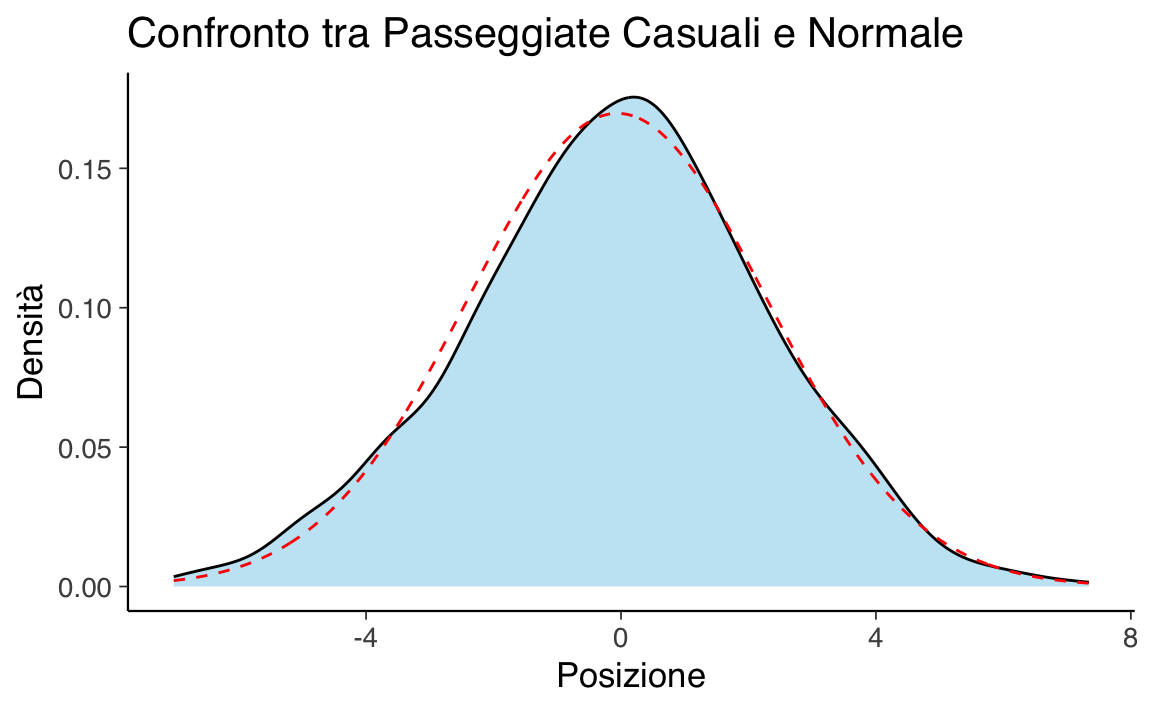 Confronto tra Passeggiate Casuali e Normale
Densità
0.15
0.10
0.05
0.00
-4
0
4
8
Posizione